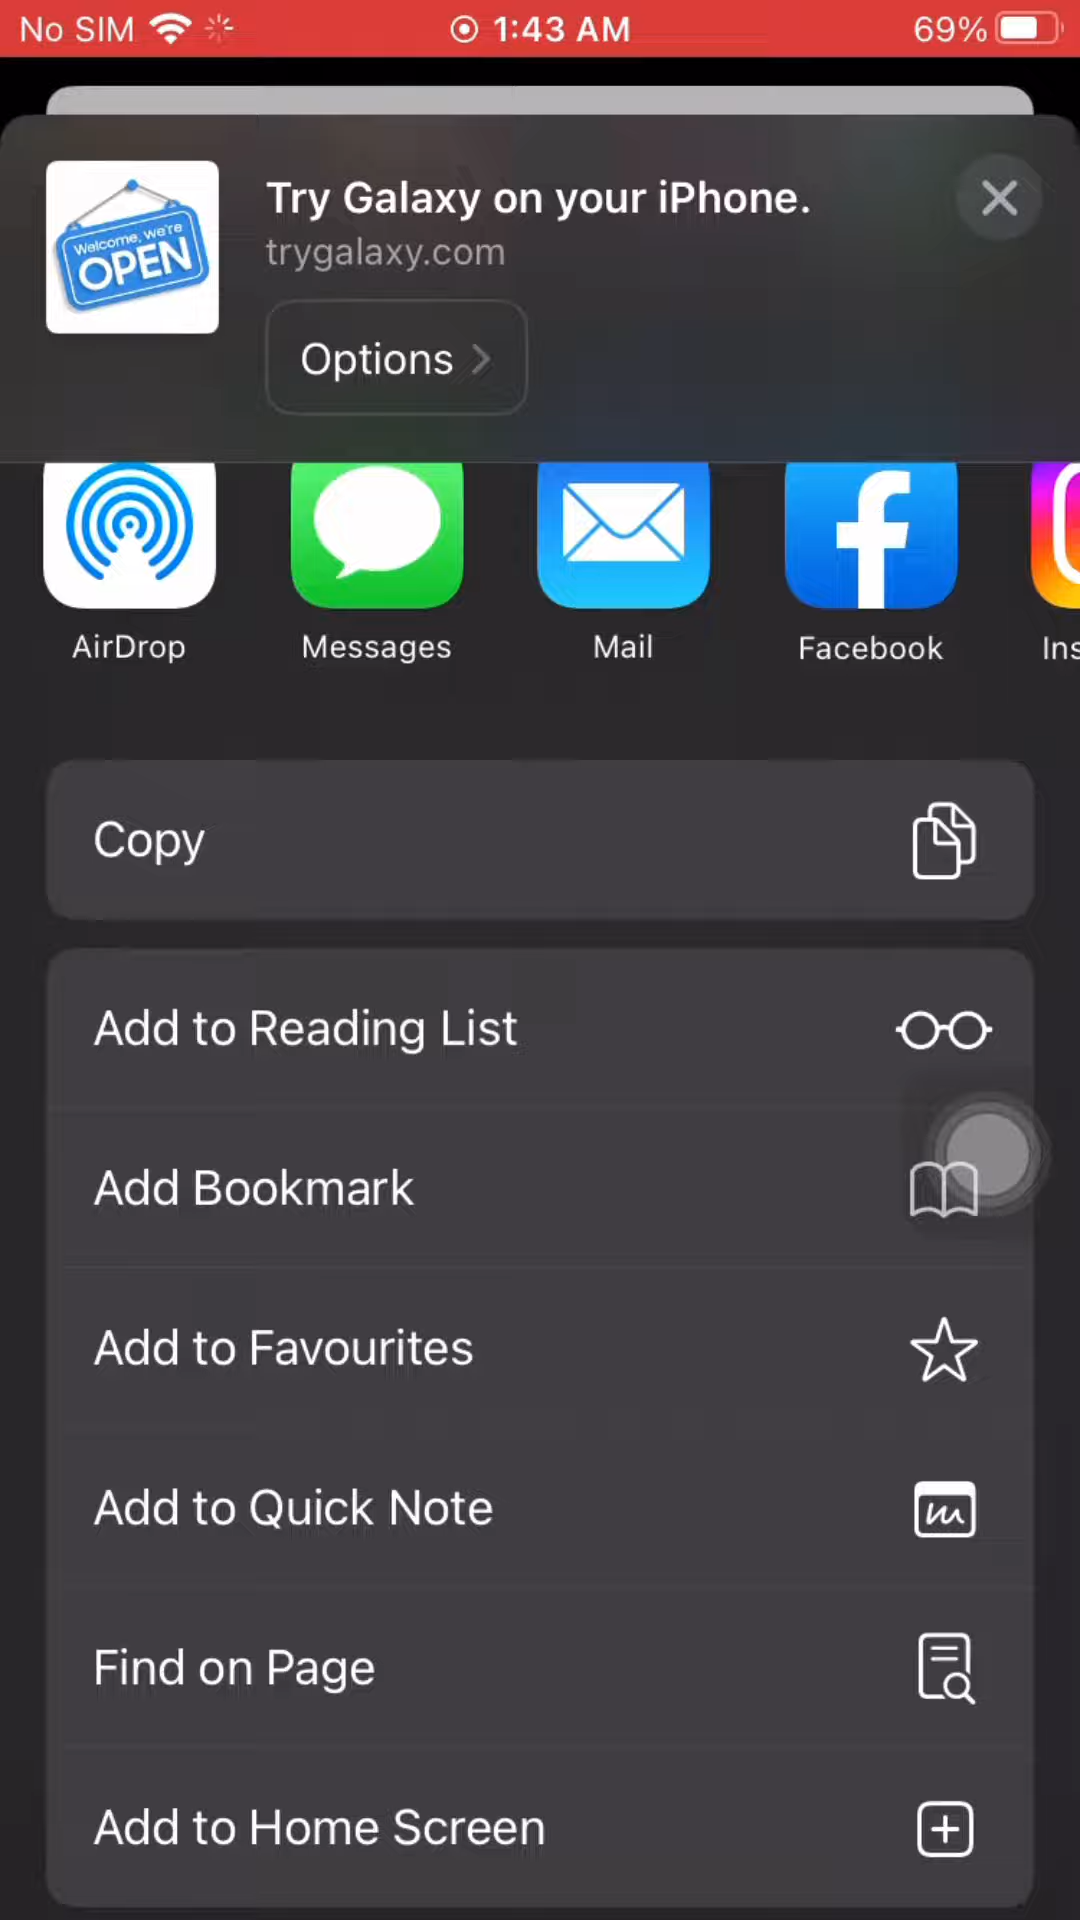 No SIM 1:43 AM 69%
Welcome, we're
OPEN
Try Galaxy on your iPhone.
trygalaxy.com
Options
AirDrop Messages Mail Facebook Ins
Copy
Add to Reading List
Add Bookmark
Add to Favourites
Add to Quick Note
Find on Page
Add to Home Screen